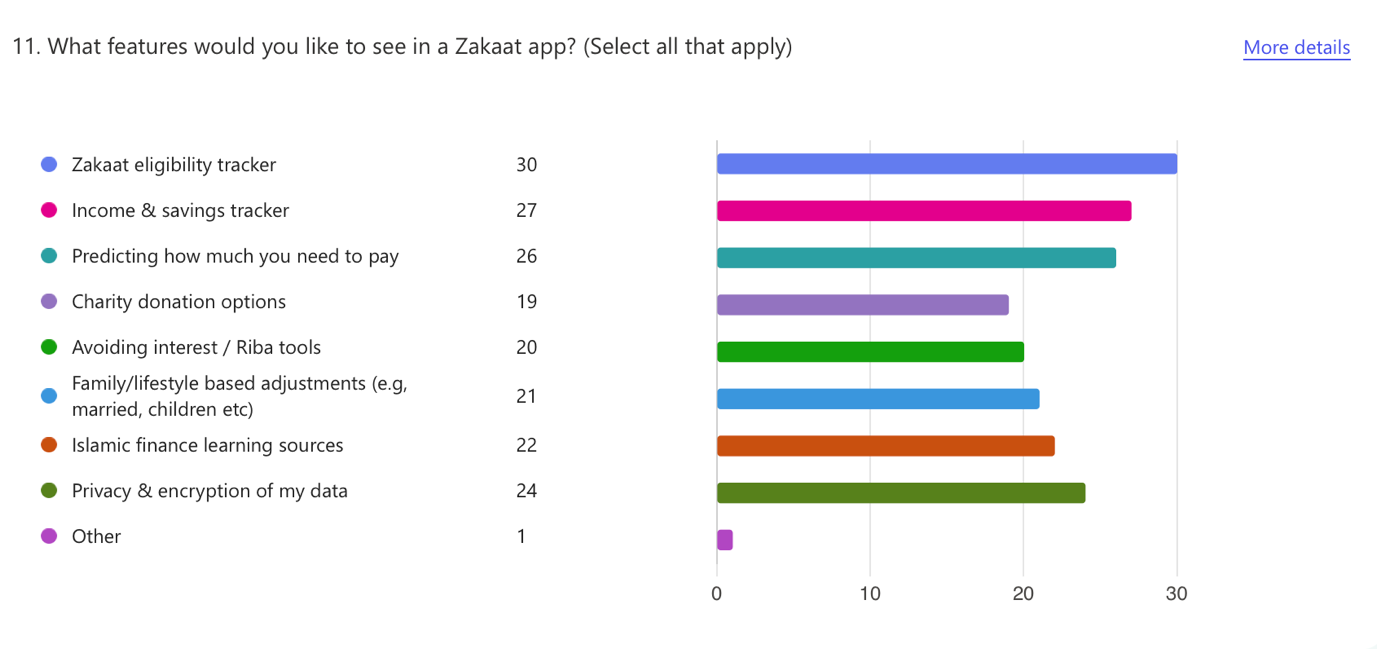 11. What features would you like to see in a Zakaat app? (Select all that apply)
More details
Zakaat eligibility tracker 30
Income & savings tracker 27
Predicting how much you need to pay 26
Charity donation options 19
Avoiding interest / Riba tools 20
Family/lifestyle based adjustments (e.g,
married, children etc) 21
Islamic finance learning sources 22
Privacy & encryption of my data 24
Other 1
0 10 20 30